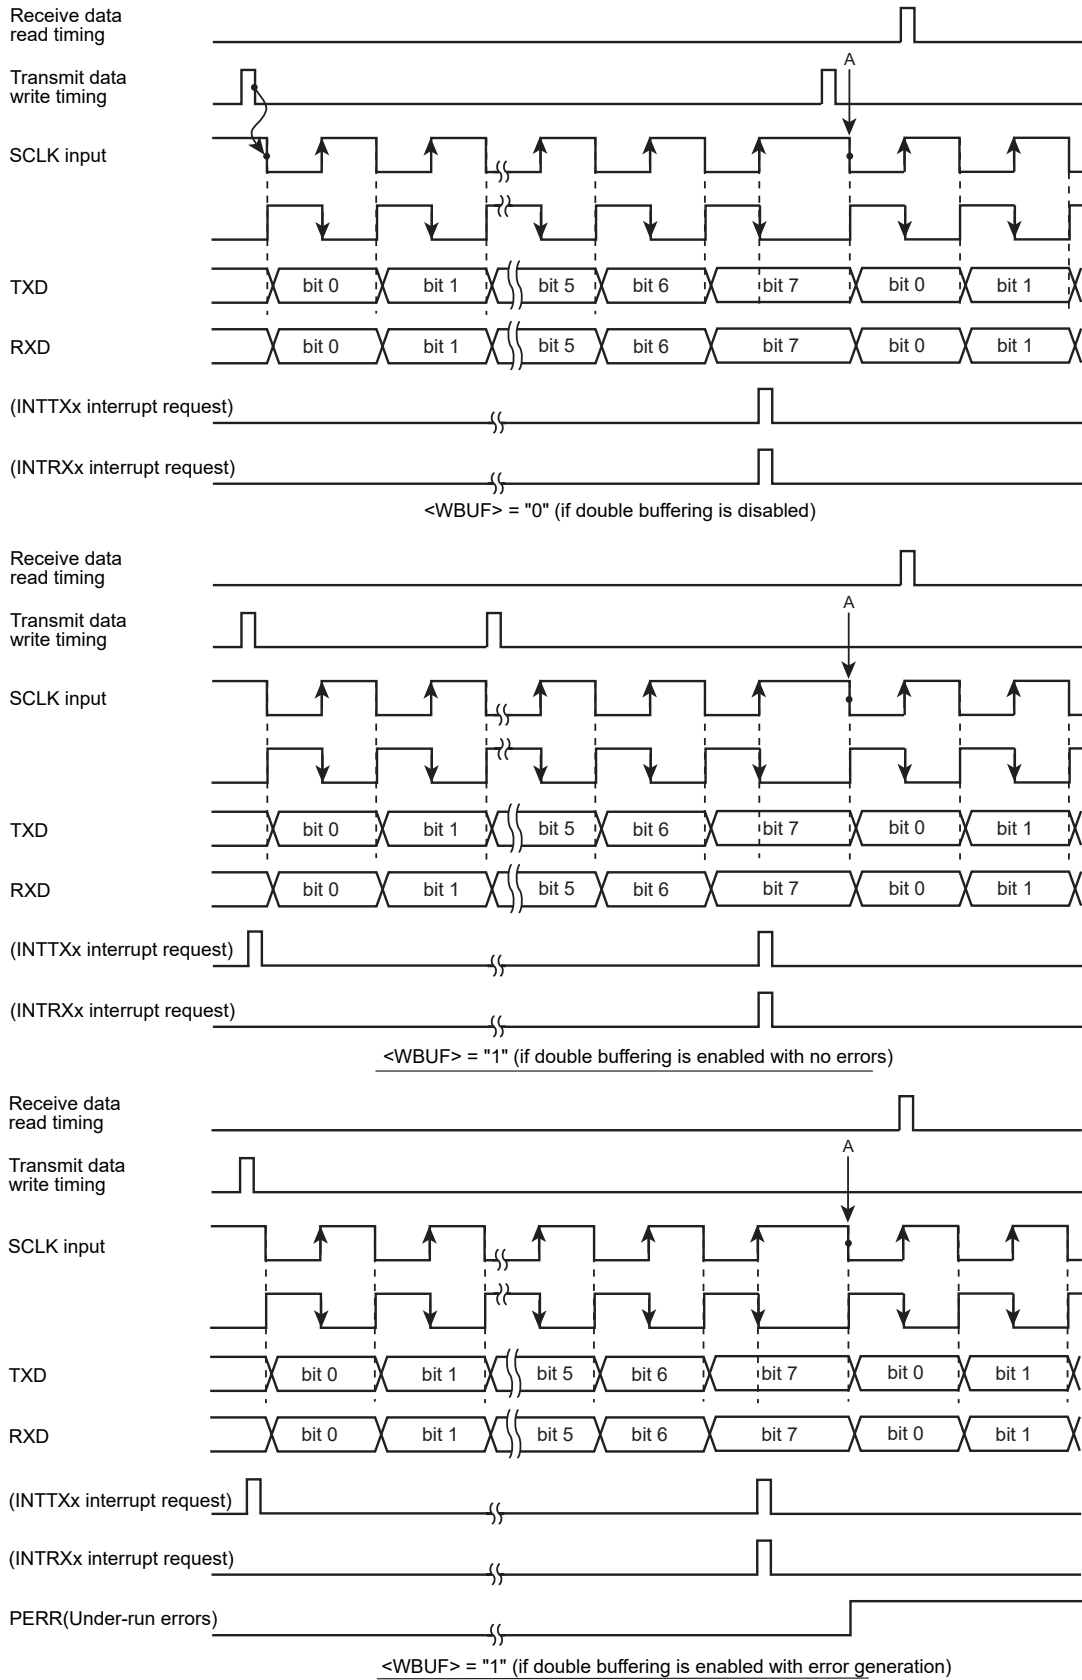 Receive data
read timing
A
Transmit data
write timing
SCLK input
TXD bit 0 bit 1 bit 5 bit 6 bit 7 bit 0 bit 1
RXD bit 0 bit 1 bit 5 bit 6 bit 7 bit 0 bit 1
(INTTXx interrupt request)
(INTRXx interrupt request)
<WBUF> = "0" (if double buffering is disabled)
Receive data
read timing
A
Transmit data
write timing
SCLK input
TXD bit 0 bit 1 bit 5 bit 6 bit 7 bit 0 bit 1
RXD bit 0 bit 1 bit 5 bit 6 bit 7 bit 0 bit 1
(INTTXx interrupt request)
(INTRXx interrupt request)
<WBUF> = "1" (if double buffering is enabled with no errors)
Receive data
read timing
A
Transmit data
write timing
SCLK input
TXD bit 0 bit 1 bit 5 bit 6 bit 7 bit 0 bit 1
RXD bit 0 bit 1 bit 5 bit 6 bit 7 bit 0 bit 1
(INTTXx interrupt request)
(INTRXx interrupt request)
PERR(Under-run errors)
<WBUF> = "1" (if double buffering is enabled with error generation)